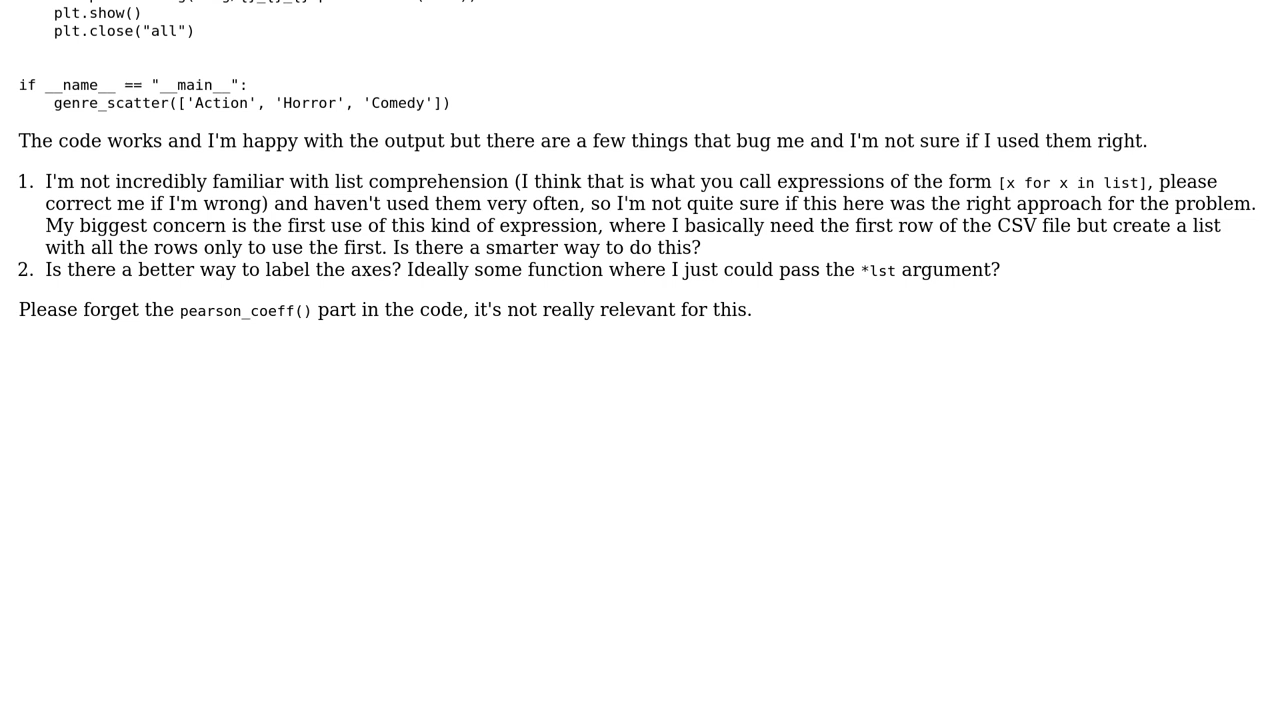 plt.show()
plt.close("all")
if __name__ == "__main__":
genre_scatter(['Action', 'Horror', 'Comedy'])
The code works and I'm happy with the output but there are a few things that bug me and I'm not sure if I used them right.
1. I'm not incredibly familiar with list comprehension (I think that is what you call expressions of the form [x for x in list], please
correct me if I'm wrong) and haven't used them very often, so I'm not quite sure if this here was the right approach for the problem.
My biggest concern is the first use of this kind of expression, where I basically need the first row of the CSV file but create a list
with all the rows only to use the first. Is there a smarter way to do this?
2. Is there a better way to label the axes? Ideally some function where I just could pass the *lst argument?
Please forget the pearson_coeff() part in the code, it's not really relevant for this.